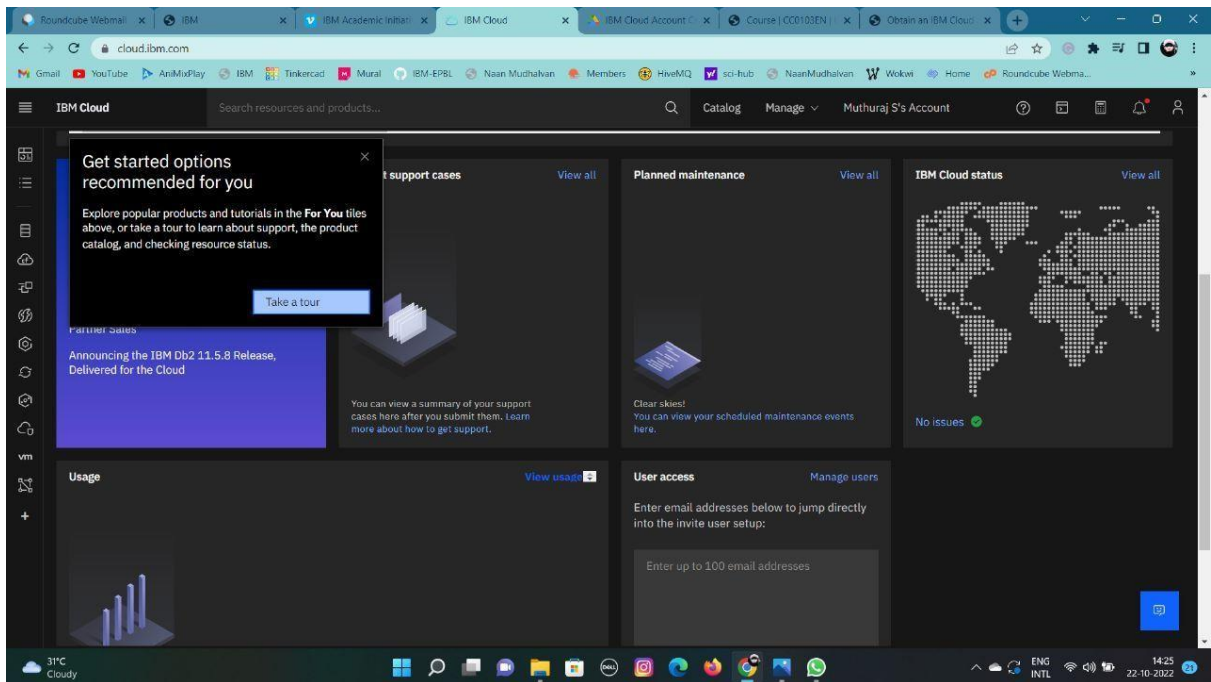 Roundcube Webmail
IBM
IBM Academic Initiati
IBM Cloud
IBM Cloud Account C
Course | CC0103EN |
Obtain an IBM Cloud
cloud.ibm.com
Gmail YouTube AniMixPlay IBM Tinkercad Mural IBM-EPBL Naan Mudhalvan Members HiveMQ sci-hub NaanMudhalvan Wokwi Home Roundcube Webma...
IBM Cloud
Search resources and products...
Catalog
Manage
Muthuraj S's Account
Get started options
recommended for you
Explore popular products and tutorials in the For You tiles
above, or take a tour to learn about support, the product
catalog, and checking resource status.
Take a tour
Partner Sales
Announcing the IBM Db2 11.5.8 Release,
Delivered for the Cloud
t support cases
View all
You can view a summary of your support
cases here after you submit them. Learn
more about how to get support.
Planned maintenance
View all
Clear skies!
You can view your scheduled maintenance events
here.
IBM Cloud status
View all
No issues
vm
Usage
View usage
User access
Manage users
Enter email addresses below to jump directly
into the invite user setup:
Enter up to 100 email addresses
31°C
Cloudy
DELL
ENG
INTL
14:25
22-10-2022
21